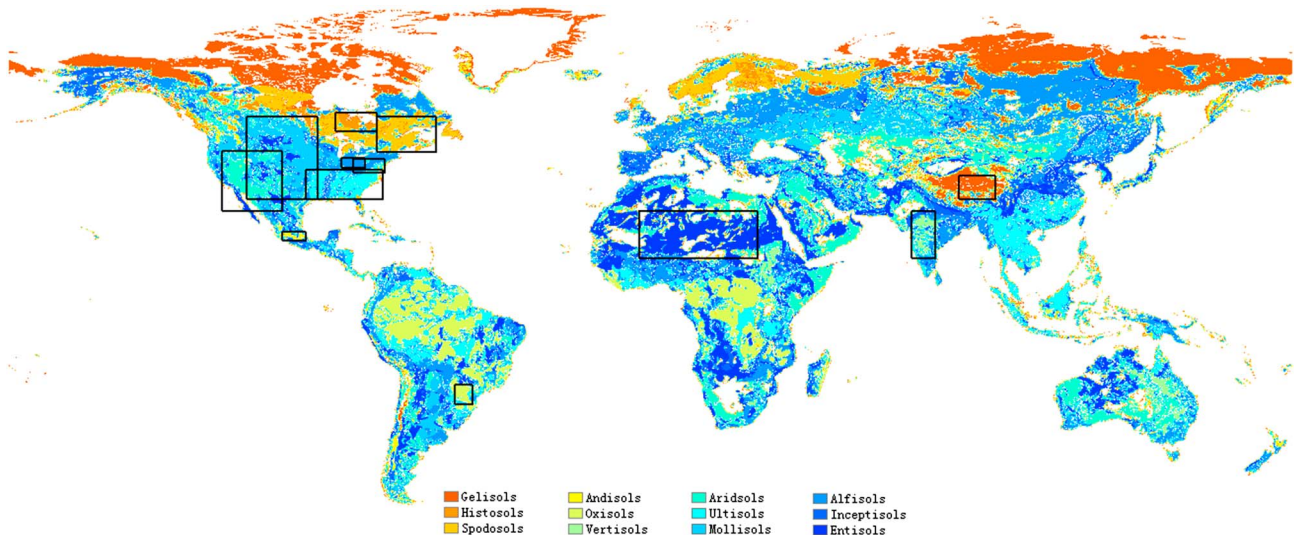 Gelisols Andisols Aridsols Alfisols
Histosols Oxisols Ultisols Inceptisols
Spodosols Vertisols Mollisols Entisols